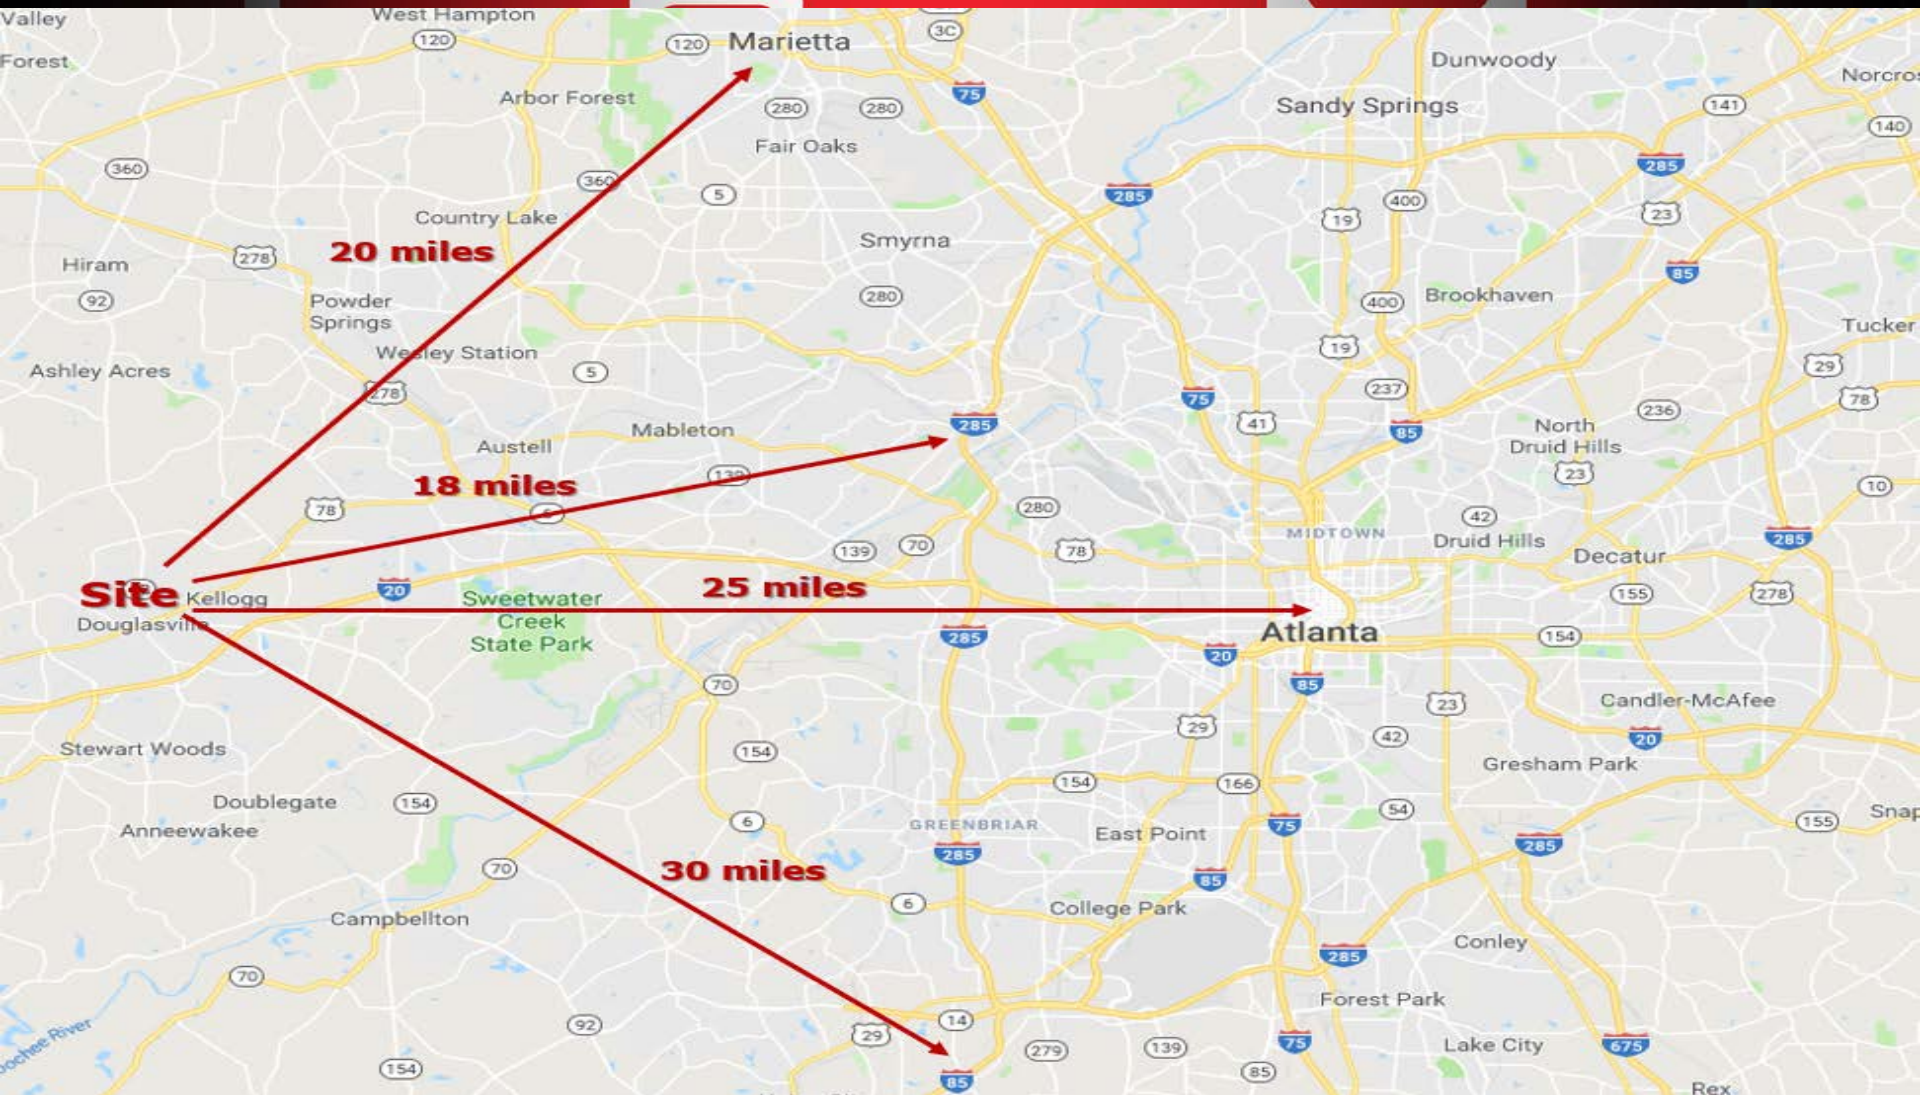 Valley
West Hampton
120
120
Marietta
3C
Dunwoody
Forest
Arbor Forest
75
Norcros
280
280
Sandy Springs
141
140
Fair Oaks
360
360
5
285
285
400
23
19
Country Lake
Smyrna
20 miles
278
Hiram
85
92
Powder
Springs
280
400
Brookhaven
Tucker
19
Wesley Station
Ashley Acres
5
29
278
75
237
78
41
85
236
285
Mableton
North
Druid Hills
Austell
139
23
18 miles
10
78
6
280
42
MIDTOWN
Druid Hills
285
139
70
78
Decatur
Site
Kellogg
20
Sweetwater
Creek
State Park
25 miles
155
278
Douglasville
285
Atlanta
154
20
70
85
23
Candler-McAfee
29
42
20
Stewart Woods
154
Gresham Park
154
166
Doublegate
154
54
Anneewakee
6
GREENBRIAR
East Point
75
155
Snap
285
285
70
30 miles
85
6
College Park
Campbellton
Conley
285
70
Forest Park
92
14
29
279
139
75
Lake City
675
oochee River
154
85
85
Rex